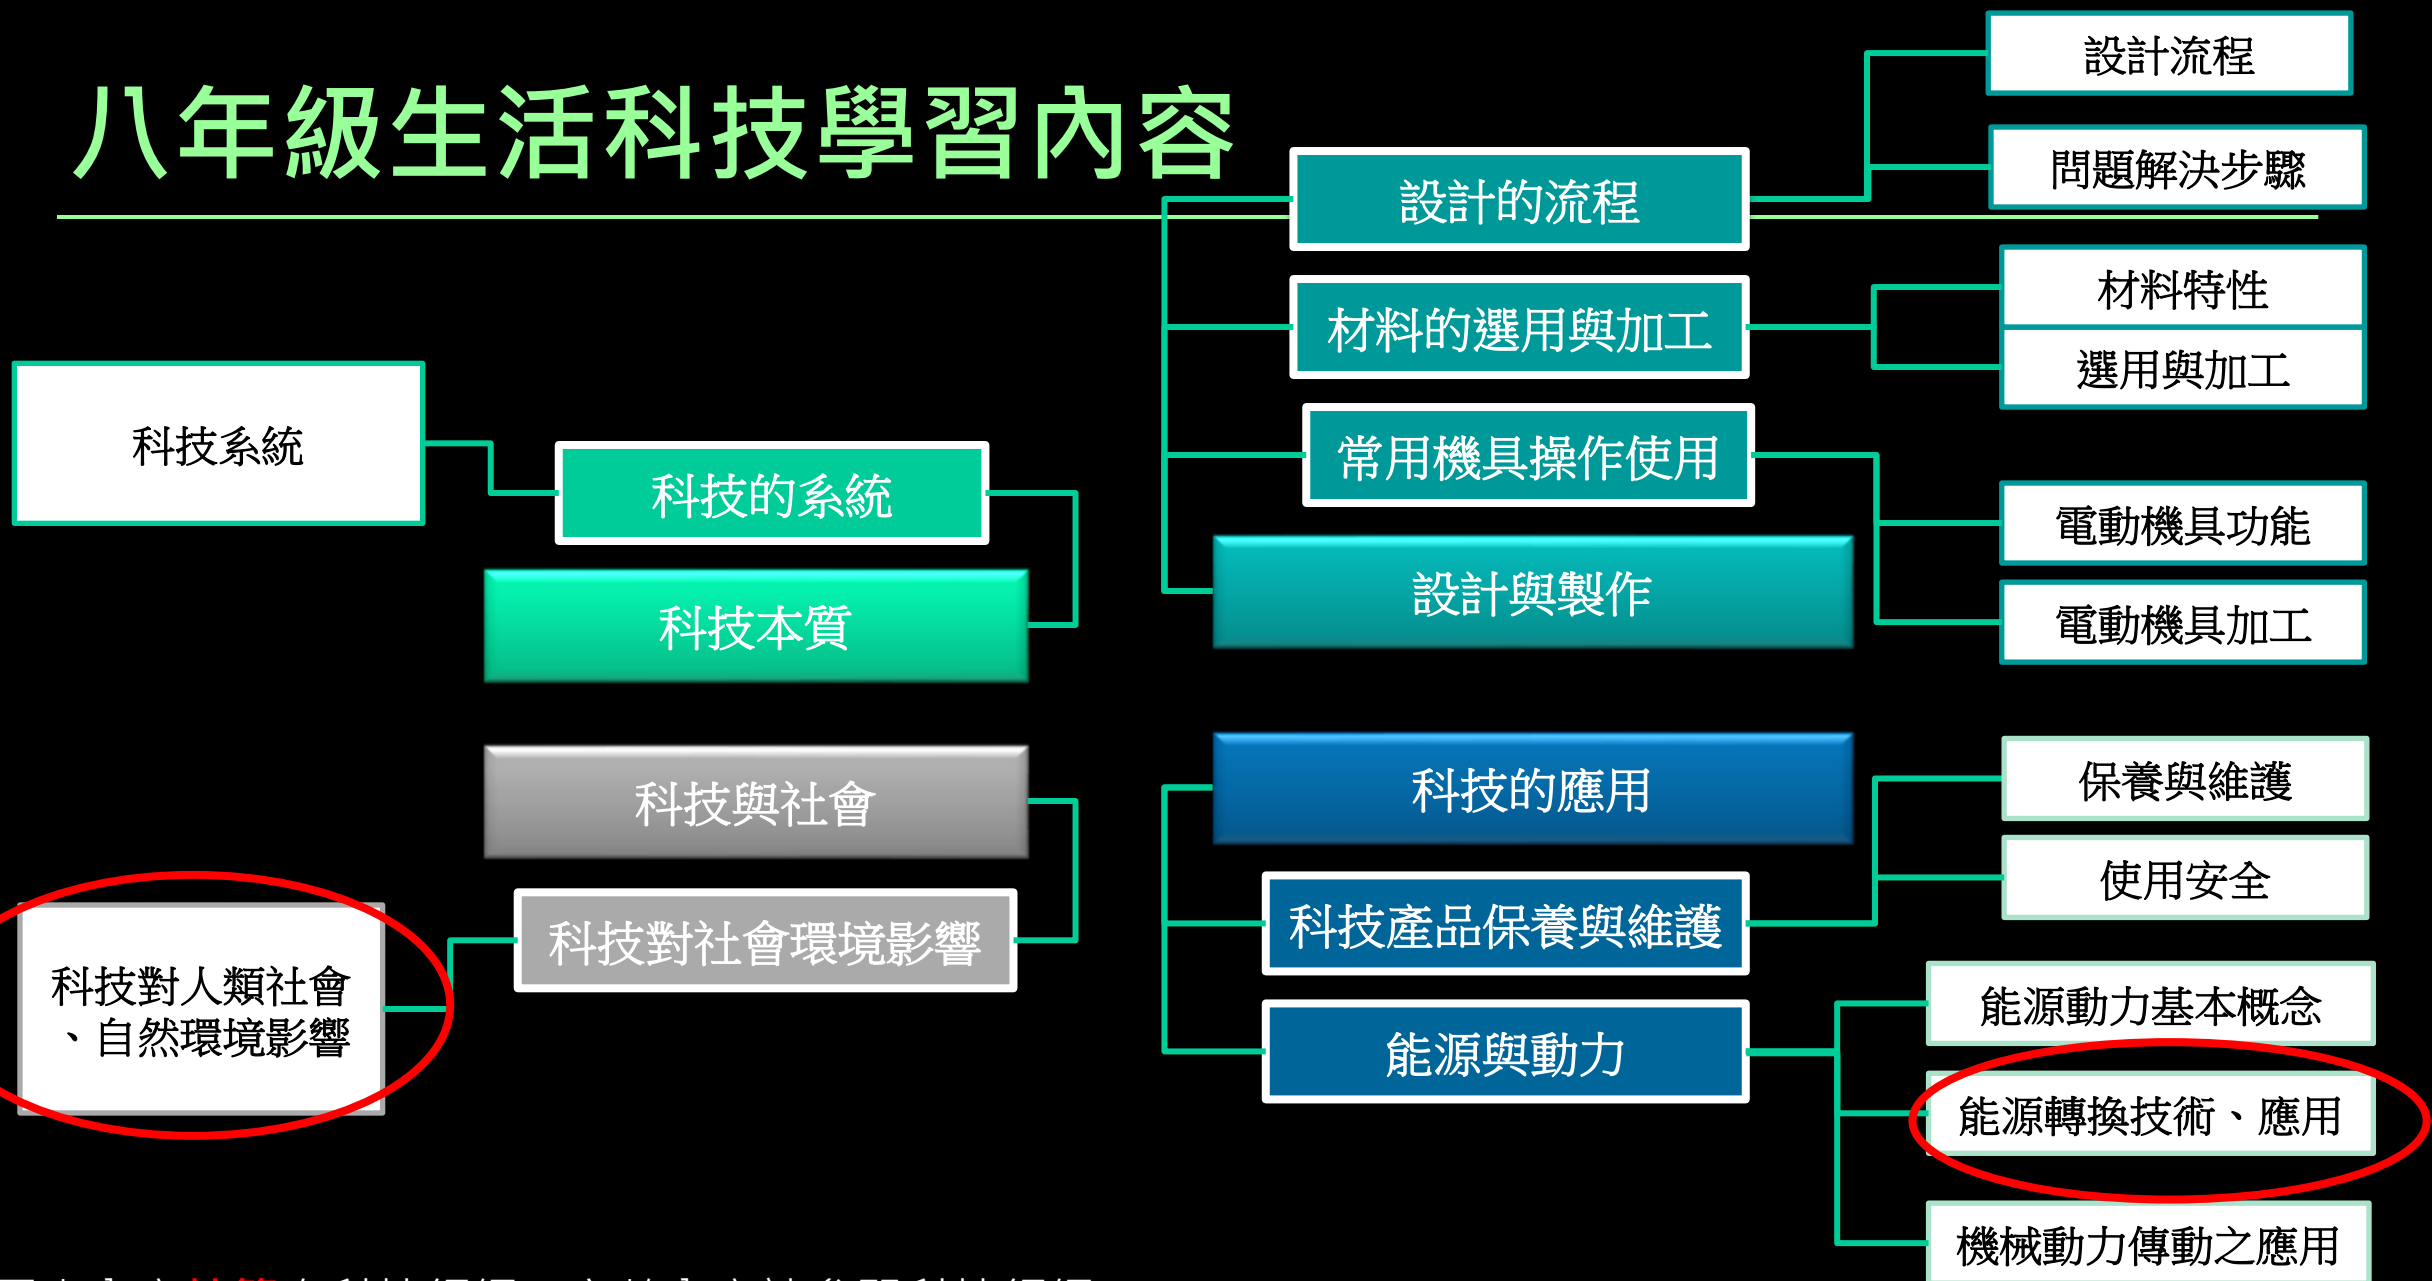 八年級生活科技學習內容
設計流程
問題解決步驟
設計的流程
材料特性
材料的選用與加工
選用與加工
科技系統
常用機具操作使用
科技的系統
電動機具功能
設計與製作
科技本質
電動機具加工
科技的應用
保養與維護
科技與社會
使用安全
科技產品保養與維護
科技對社會環境影響
科技對人類社會
、自然環境影響
能源動力基本概念
能源與動力
能源轉換技術、應用
機械動力傳動之應用